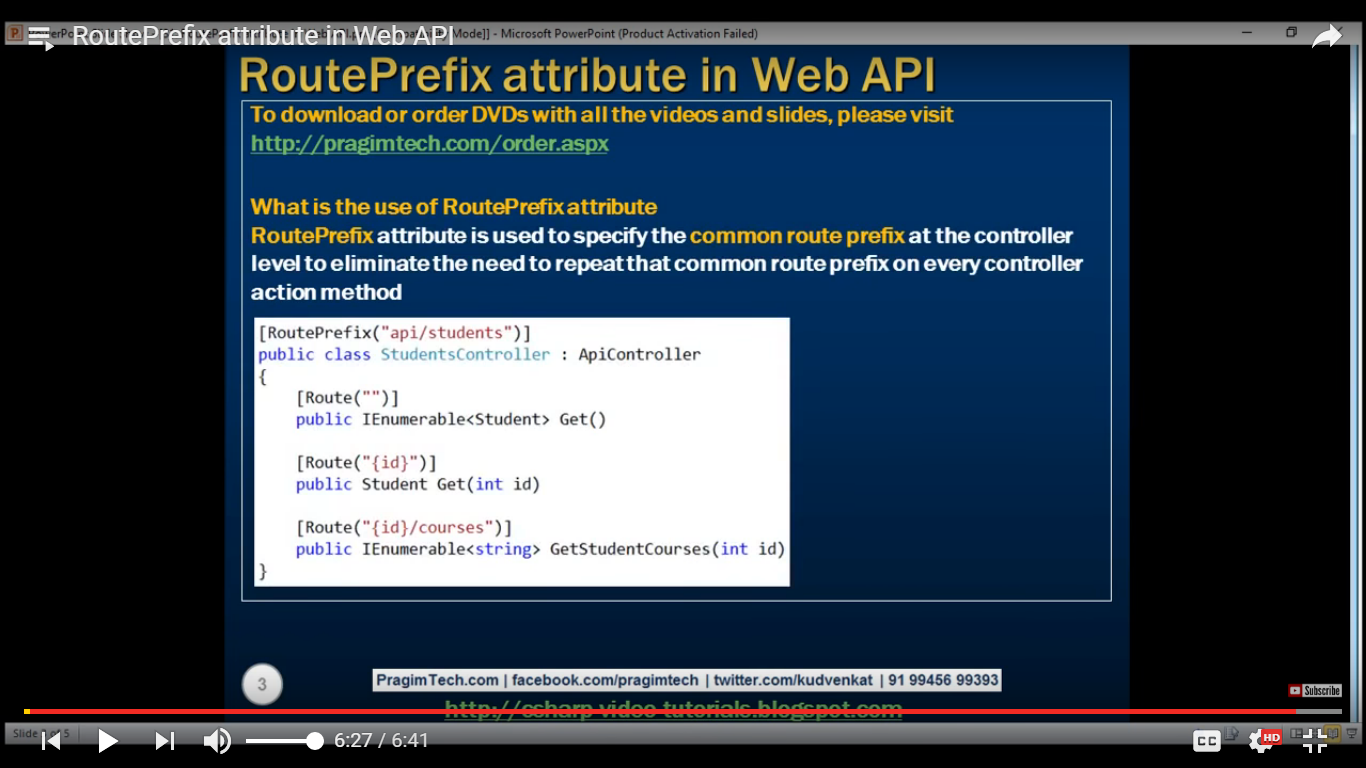 RoutePrefix attribute in Web API
Mode]] - Microsoft PowerPoint (Product Activation Failed)
RoutePrefix attribute in Web API
To download or order DVDs with all the videos and slides, please visit
http://pragimtech.com/order.aspx
What is the use of RoutePrefix attribute
RoutePrefix attribute is used to specify the common route prefix at the controller
level to eliminate the need to repeat that common route prefix on every controller
action method
[RoutePrefix("api/students")]
public class StudentsController : ApiController
{
[Route("")]
public IEnumerable<Student> Get()
[Route("{id}")]
public Student Get(int id)
[Route("{id}/courses")]
public IEnumerable<string> GetStudentCourses(int id)
}
3
PragimTech.com | facebook.com/pragimtech | twitter.com/kudvenkat | 91 99456 99393
Subscribe
http://csharp-video-tutorials.blogspot.com
Slide 3 of 5
6:27 / 6:41
CC
HD